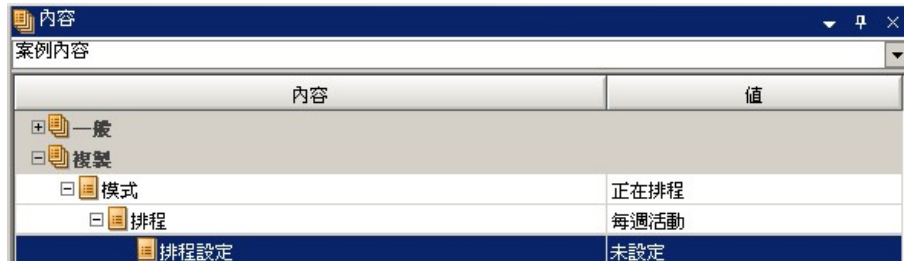 內容
案例內容
內容 值
一般
複製
模式 正在排程
排程 每週活動
排程設定 未設定